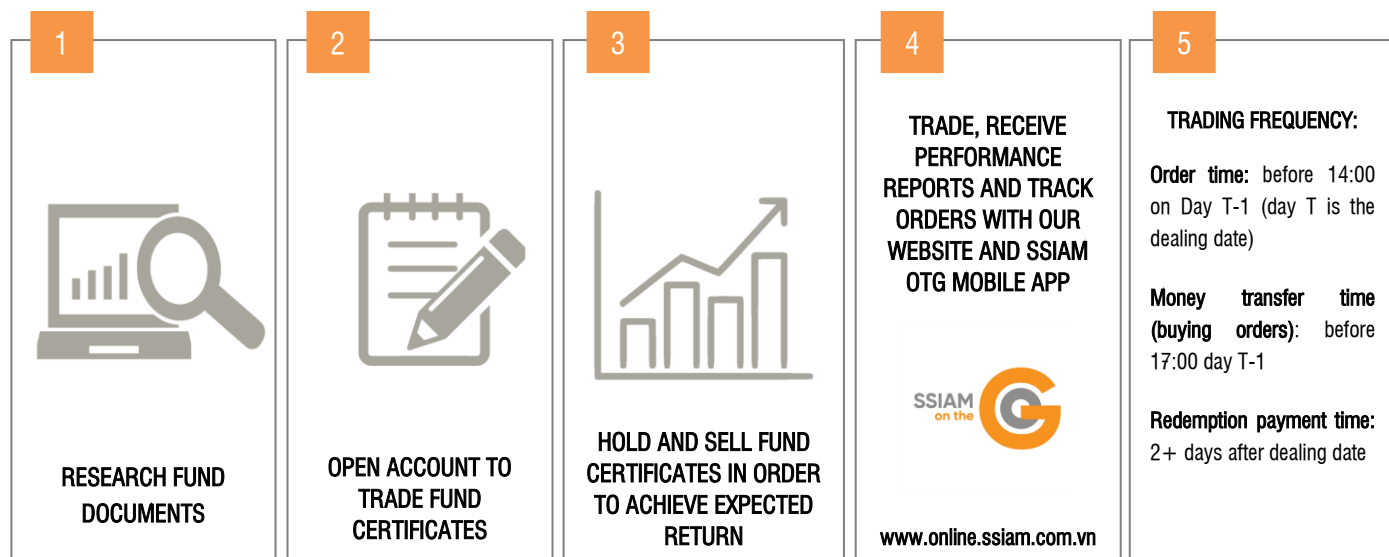 1
RESEARCH FUND
DOCUMENTS
2
OPEN ACCOUNT TO
TRADE FUND
CERTIFICATES
3
HOLD AND SELL FUND
CERTIFICATES IN ORDER
TO ACHIEVE EXPECTED
RETURN
4
TRADE, RECEIVE
PERFORMANCE
REPORTS AND TRACK
ORDERS WITH OUR
WEBSITE AND SSIAM
OTG MOBILE APP
SSIAM
on the G
www.online.ssiam.com.vn
5
TRADING FREQUENCY:
Order time: before 14:00
on Day T-1 (day T is the
dealing date)
Money transfer time
(buying orders): before
17:00 day T-1
Redemption payment time:
2+ days after dealing date